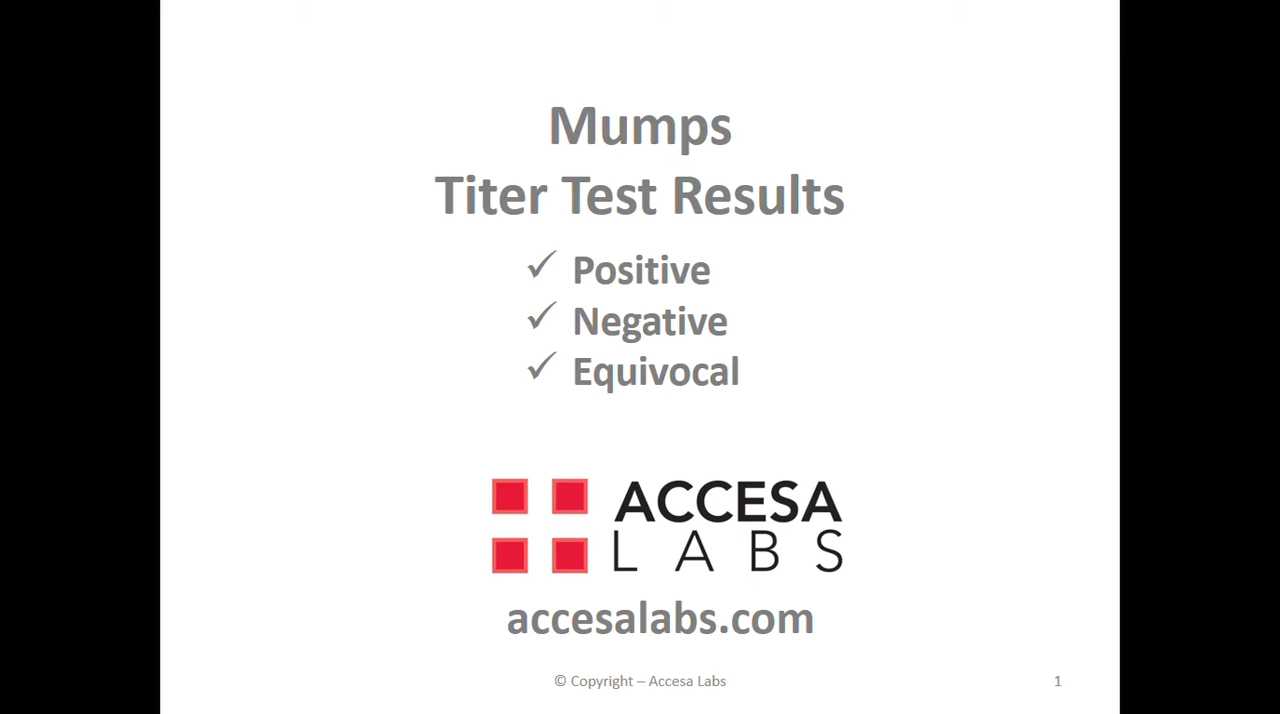 Mumps
Titer Test Results
✓ Positive
✓ Negative
✓ Equivocal
ACCESA
LABS
accesalabs.com
© Copyright – Accesa Labs
1